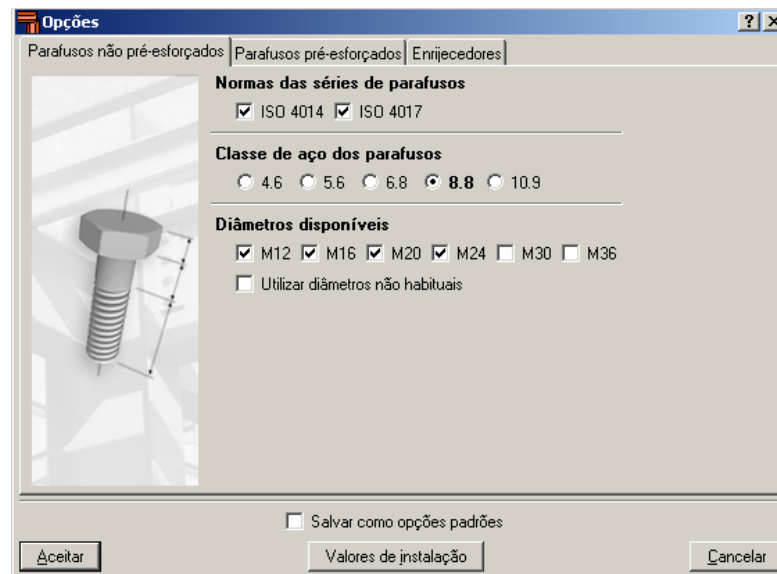 Opções
Parafusos não pré-esforçados Parafusos pré-esforçados Enrijecedores
Normas das séries de parafusos
ISO 4014 ISO 4017
Classe de aço dos parafusos
4.6 5.6 6.8 8.8 10.9
Diâmetros disponíveis
M12 M16 M20 M24 M30 M36
Utilizar diâmetros não habituais
Salvar como opções padrões
Aceitar Valores de instalação Cancelar